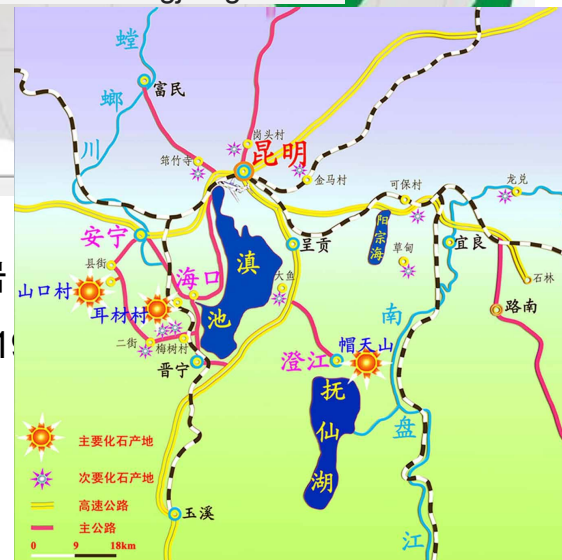 螳
螂
川
富民
岗头村
昆明
筇竹寺
金马村
可保村
龙兑
安宁
呈贡
阳宗海
宜良
草甸
县街
海口
滇池
大鱼
石林
山口村
耳材村
南盘江
路南
二街
梅树村
帽天山
晋宁
澄江
抚仙湖
主要化石产地
次要化石产地
高速公路
主公路
0 9 18km
玉溪